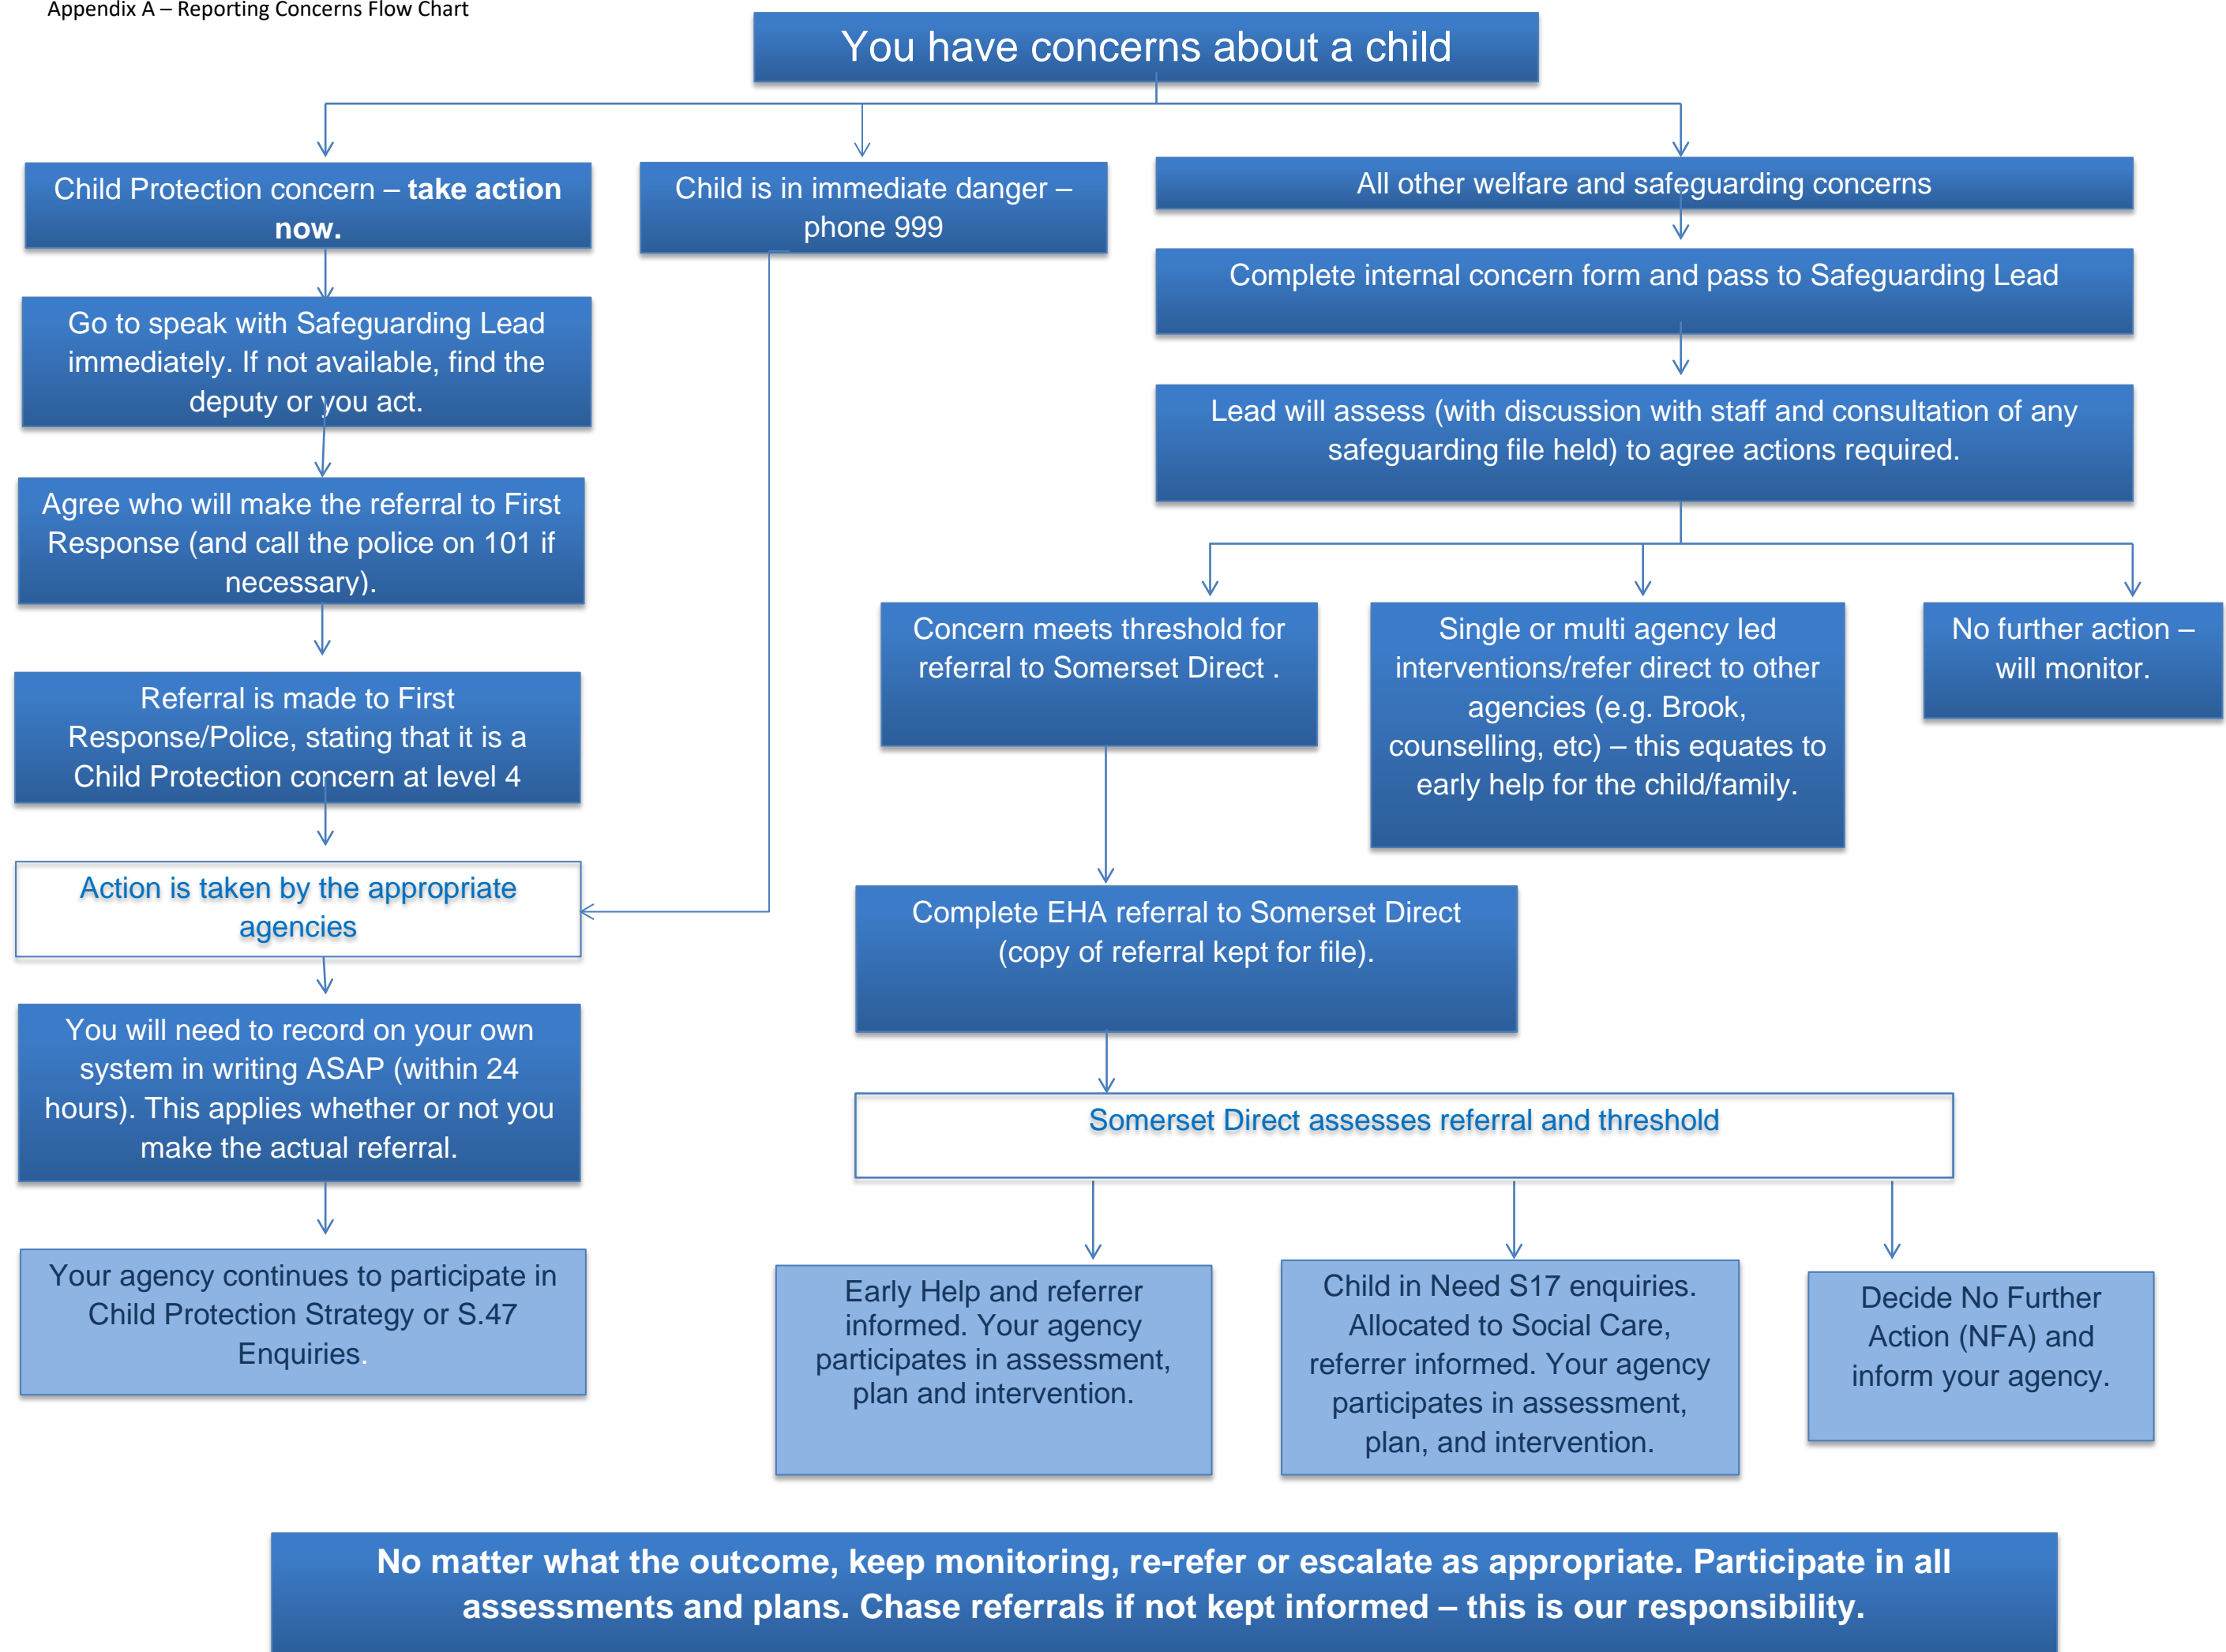 Appendix A – Reporting Concerns Flow Chart
You have concerns about a child
Child Protection concern – take action
now.
Child is in immediate danger –
phone 999
All other welfare and safeguarding concerns
Go to speak with Safeguarding Lead
immediately. If not available, find the
deputy or you act.
Complete internal concern form and pass to Safeguarding Lead
Lead will assess (with discussion with staff and consultation of any
safeguarding file held) to agree actions required.
Agree who will make the referral to First
Response (and call the police on 101 if
necessary).
Concern meets threshold for
referral to Somerset Direct .
Single or multi agency led
interventions/refer direct to other
agencies (e.g. Brook,
counselling, etc) – this equates to
early help for the child/family.
No further action –
will monitor.
Referral is made to First
Response/Police, stating that it is a
Child Protection concern at level 4
Action is taken by the appropriate
agencies
Complete EHA referral to Somerset Direct
(copy of referral kept for file).
You will need to record on your own
system in writing ASAP (within 24
hours). This applies whether or not you
make the actual referral.
Somerset Direct assesses referral and threshold
Your agency continues to participate in
Child Protection Strategy or S.47
Enquiries.
Early Help and referrer
informed. Your agency
participates in assessment,
plan and intervention.
Child in Need S17 enquiries.
Allocated to Social Care,
referrer informed. Your agency
participates in assessment,
plan, and intervention.
Decide No Further
Action (NFA) and
inform your agency.
No matter what the outcome, keep monitoring, re-refer or escalate as appropriate. Participate in all
assessments and plans. Chase referrals if not kept informed – this is our responsibility.